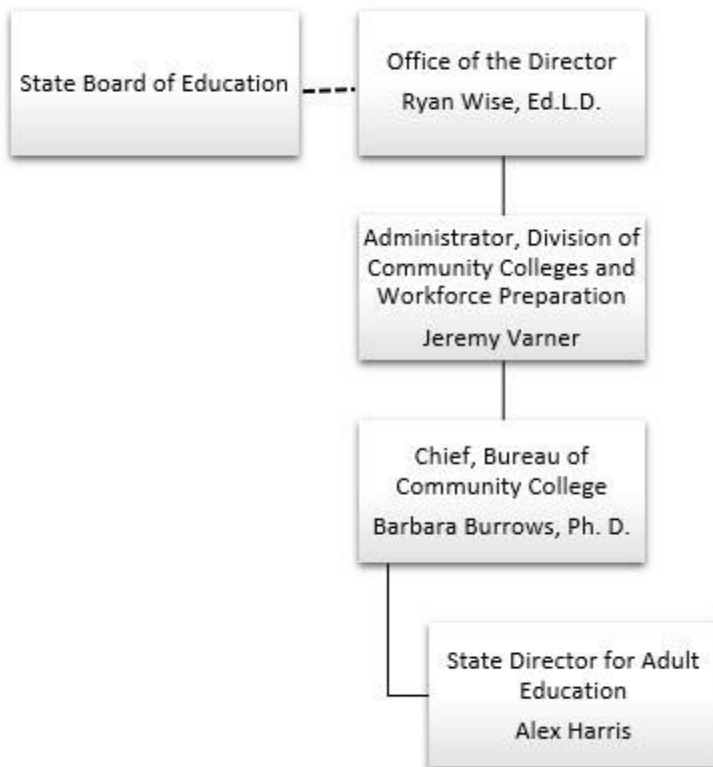 State Board of Education
Office of the Director
Ryan Wise, Ed.L.D.
Administrator, Division of
Community Colleges and
Workforce Preparation
Jeremy Varner
Chief, Bureau of
Community College
Barbara Burrows, Ph. D.
State Director for Adult
Education
Alex Harris